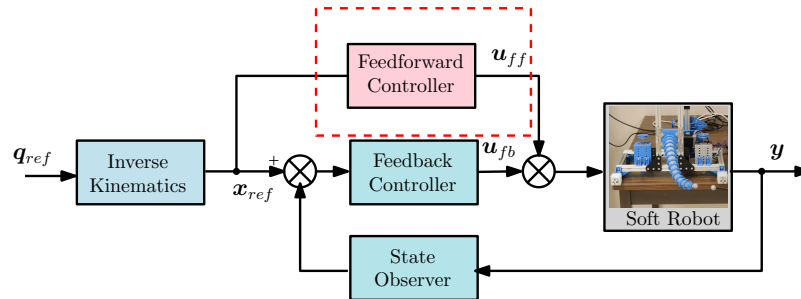 Feedforward
Controller
u_ff
q_ref
Inverse
Kinematics
x_ref
+
Feedback
Controller
u_fb
Soft Robot
y
State
Observer